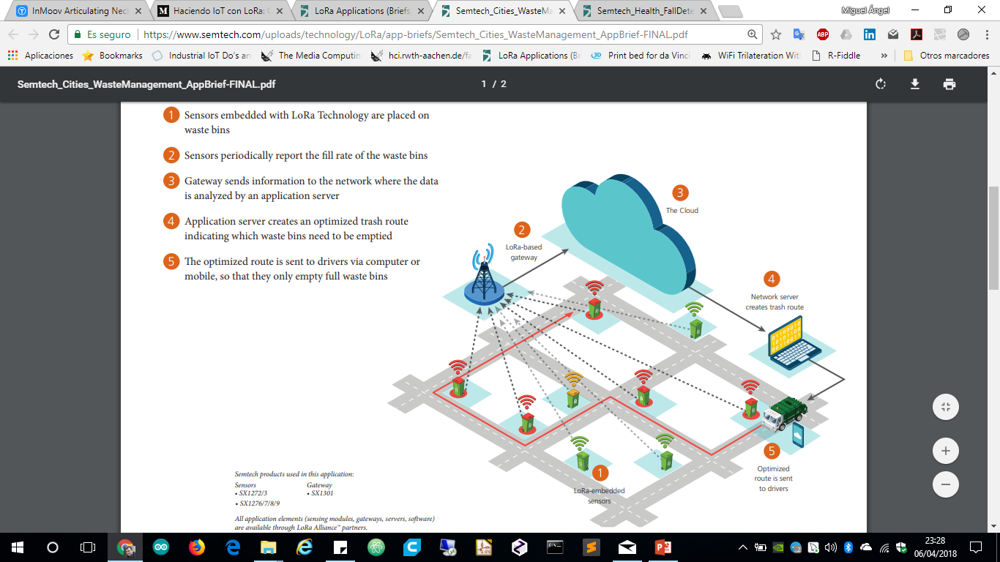 InMoov Articulating Nec
Haciendo IoT con LoRa:
LoRa Applications (Briefs
Semtech_Cities_WasteMa
Semtech_Health_FallDete
Miguel Ángel
Es seguro
https://www.semtech.com/uploads/technology/LoRa/app-briefs/Semtech_Cities_WasteManagement_AppBrief-FINAL.pdf
ABP
Aplicaciones
Bookmarks
Industrial IoT Do's an
The Media Computin
hci.rwth-aachen.de/fa
LoRa Applications (Br
Print bed for da Vinci
WiFi Trilateration Wit
R-Fiddle
»
Otros marcadores
Semtech_Cities_WasteManagement_AppBrief-FINAL.pdf
1 / 2
1 Sensors embedded with LoRa Technology are placed on
waste bins
2 Sensors periodically report the fill rate of the waste bins
3 Gateway sends information to the network where the data
is analyzed by an application server
4 Application server creates an optimized trash route
indicating which waste bins need to be emptied
5 The optimized route is sent to drivers via computer or
mobile, so that they only empty full waste bins
3
The Cloud
2
LoRa-based
gateway
4
Network server
creates trash route
5
Optimized
route is sent
to drivers
1
LoRa-embedded
sensors
Semtech products used in this application:
Sensors
• SX1272/3
• SX1276/7/8/9
Gateway
• SX1301
All application elements (sensing modules, gateways, servers, software)
are available through LoRa Alliance™ partners.
23:28
06/04/2018